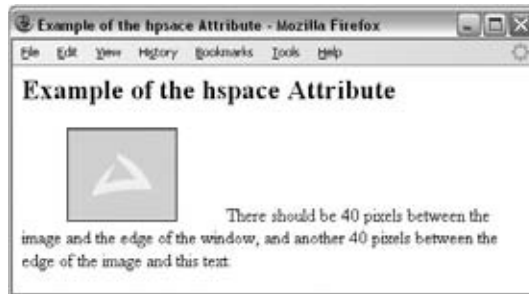 Example of the hpsace Attribute - Mozilla Firefox
File Edit View History Bookmarks Tools Help
Example of the hspace Attribute
There should be 40 pixels between the
image and the edge of the window, and another 40 pixels between the
edge of the image and this text.